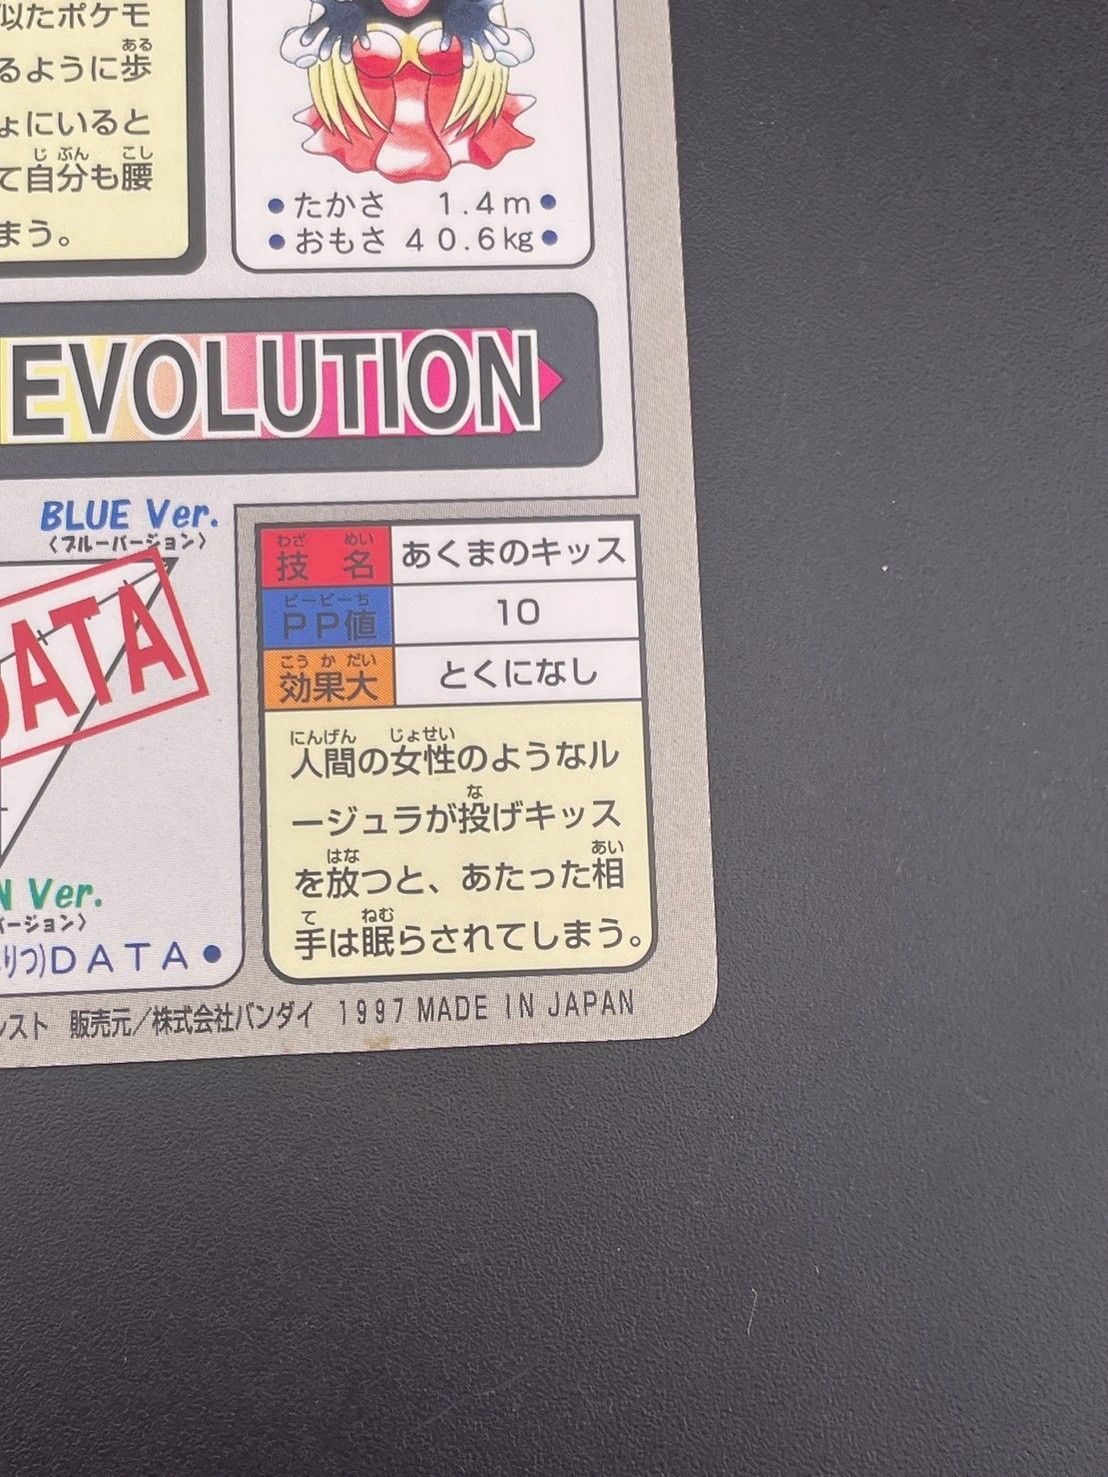 似たポケモ
るように歩
ょにいると
て自分も腰
まう。
たかさ 1.4m
おもさ 40.6kg
EVOLUTION
BLUE Ver.
〈ブルーバージョン〉
DATA
N Ver.
バージョン〉
りつ)DATA
技名 あくまのキッス
PP値 10
効果大 とくになし
人間の女性のようなル
ージュラが投げキッス
を放つと、あたった相
手は眠らされてしまう。
販売元/株式会社バンダイ 1997 MADE IN JAPAN